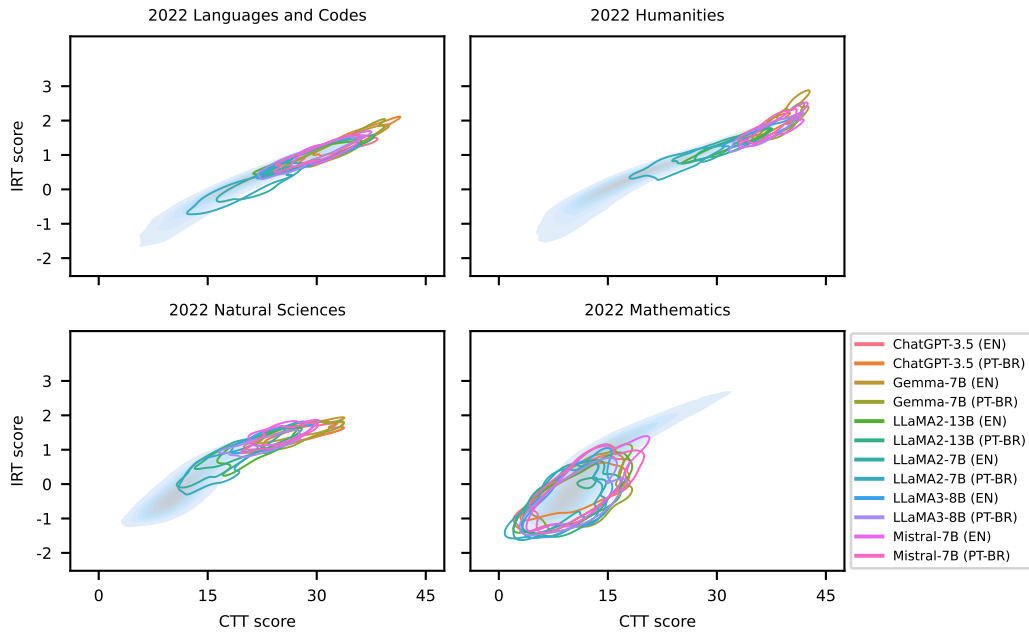 2022 Languages and Codes
2022 Humanities
IRT score
3
2
1
0
-1
-2
2022 Natural Sciences
2022 Mathematics
IRT score
3
2
1
0
-1
-2
0
15
30
45
0
15
30
45
CTT score
CTT score
ChatGPT-3.5 (EN)
ChatGPT-3.5 (PT-BR)
Gemma-7B (EN)
Gemma-7B (PT-BR)
LLaMA2-13B (EN)
LLaMA2-13B (PT-BR)
LLaMA2-7B (EN)
LLaMA2-7B (PT-BR)
LLaMA3-8B (EN)
LLaMA3-8B (PT-BR)
Mistral-7B (EN)
Mistral-7B (PT-BR)